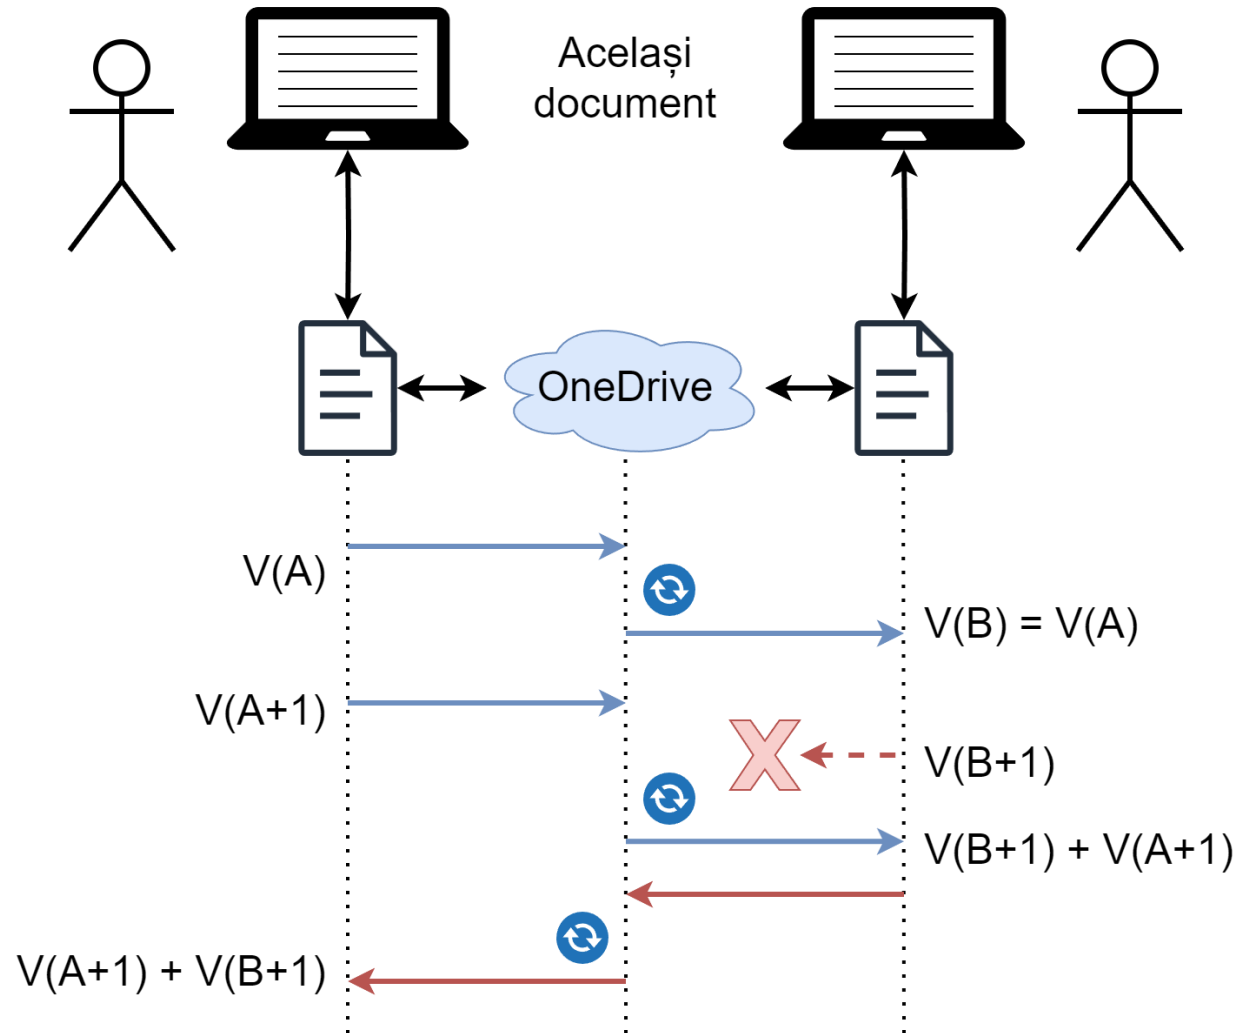 Același
document
OneDrive
V(A)
V(B) = V(A)
V(A+1)
V(B+1)
V(B+1) + V(A+1)
V(A+1) + V(B+1)